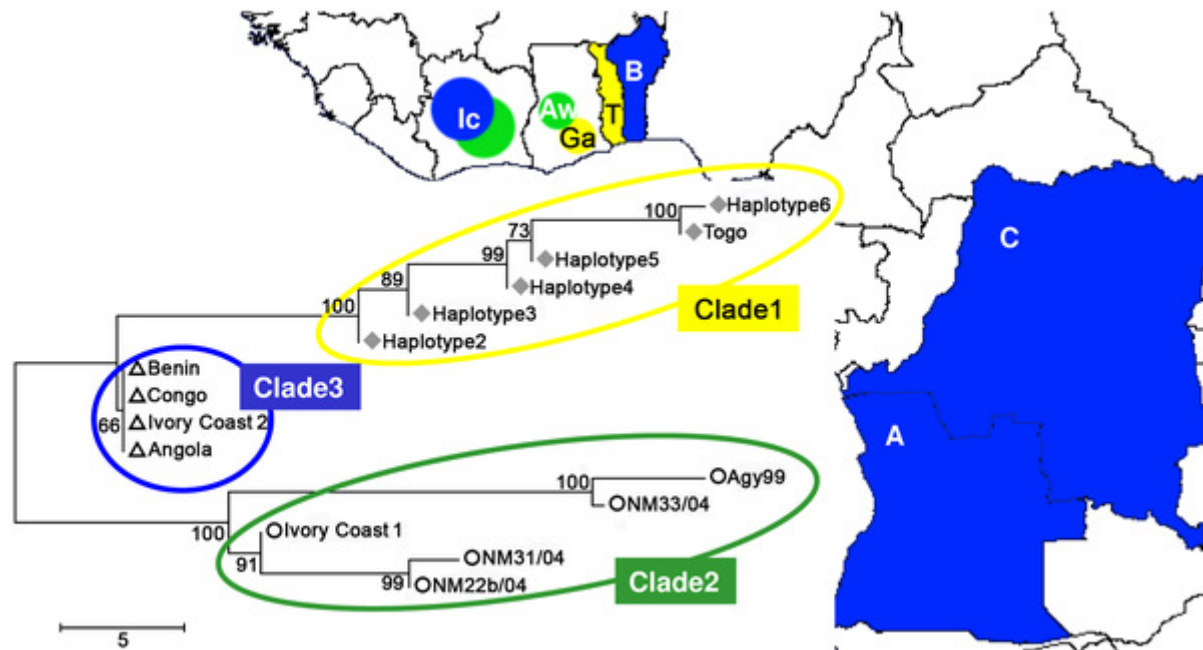 B
Ic
Aw
T
Ga
C
100
Haplotype6
Togo
73
Haplotype5
99
Haplotype4
89
Haplotype3
100
Haplotype2
Clade1
Benin
Congo
Ivory Coast 2
Angola
66
Clade3
A
100
Agy99
NM33/04
100
Ivory Coast 1
91
NM31/04
99
NM22b/04
Clade2
5